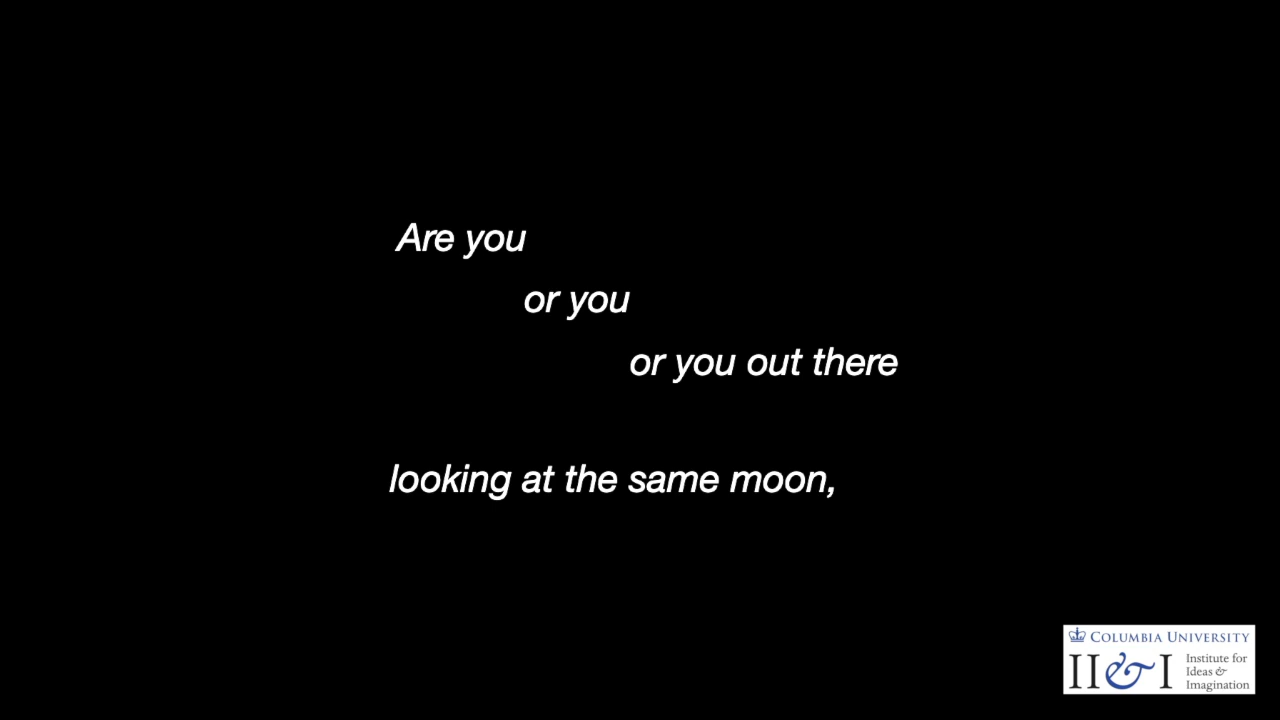 Are you
or you
or you out there
looking at the same moon,
COLUMBIA UNIVERSITY
II&I
Institute for
Ideas &
Imagination